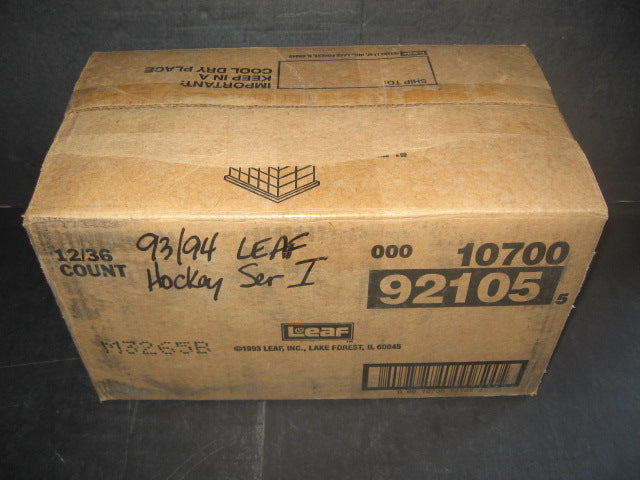 IMPORTANT:
KEEP IN A
COOL DRY PLACE
SHIP TO:
12/36
COUNT
93/94 LEAF
Hockey Ser I
000 10700
92105 5
Leaf
©1993 LEAF, INC., LAKE FOREST, IL 60045
M3265B